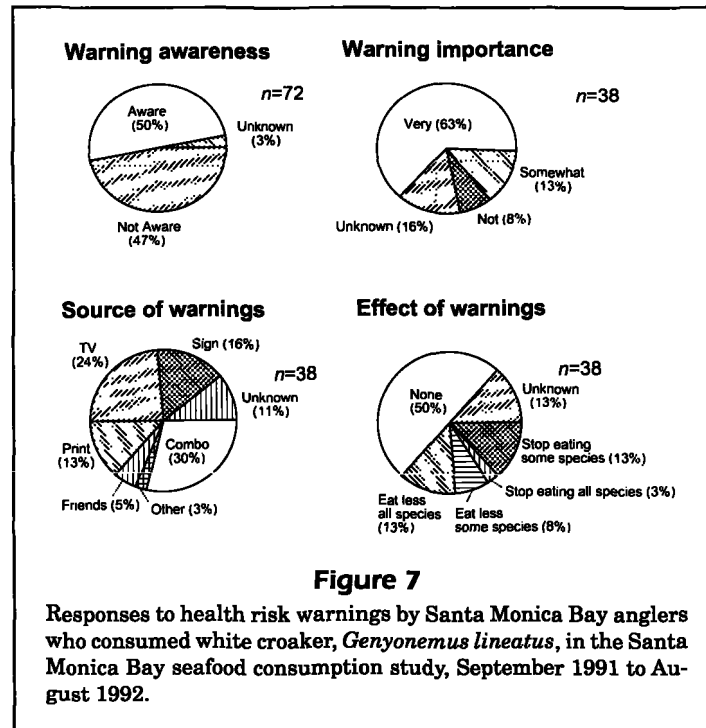 Warning awareness
n=72
Aware
(50%)
Unknown
(3%)
Not Aware
(47%)
Warning importance
n=38
Very (63%)
Somewhat
(13%)
Not (8%)
Unknown (16%)
Source of warnings
n=38
TV
(24%)
Sign (16%)
Unknown
(11%)
Print
(13%)
Combo
(30%)
Friends (5%)
Other (3%)
Effect of warnings
n=38
None
(50%)
Unknown
(13%)
Stop eating
some species (13%)
Stop eating all species (3%)
Eat less
all species
(13%)
Eat less
some species (8%)
Figure 7
Responses to health risk warnings by Santa Monica Bay anglers
who consumed white croaker, Genyonemus lineatus, in the Santa
Monica Bay seafood consumption study, September 1991 to Au-
gust 1992.